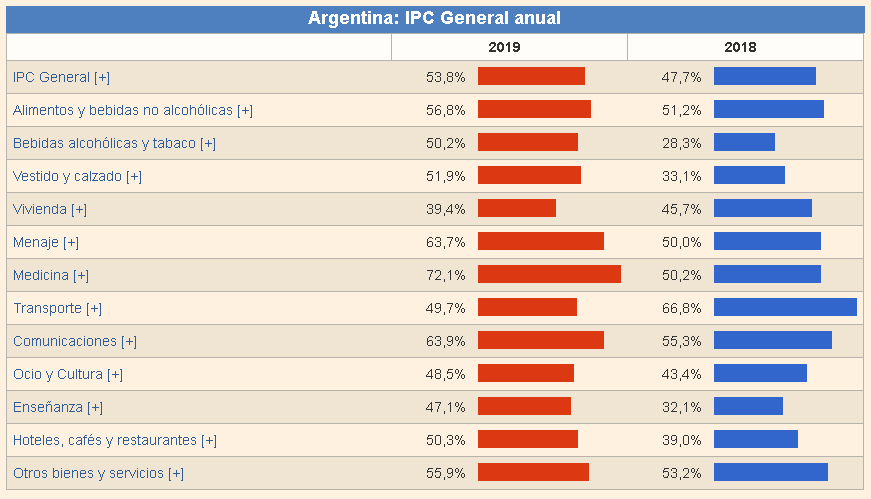 Argentina: IPC General anual
2019 2018
IPC General [+] 53,8% 47,7%
Alimentos y bebidas no alcohólicas [+] 56,8% 51,2%
Bebidas alcohólicas y tabaco [+] 50,2% 28,3%
Vestido y calzado [+] 51,9% 33,1%
Vivienda [+] 39,4% 45,7%
Menaje [+] 63,7% 50,0%
Medicina [+] 72,1% 50,2%
Transporte [+] 49,7% 66,8%
Comunicaciones [+] 63,9% 55,3%
Ocio y Cultura [+] 48,5% 43,4%
Enseñanza [+] 47,1% 32,1%
Hoteles, cafés y restaurantes [+] 50,3% 39,0%
Otros bienes y servicios [+] 55,9% 53,2%